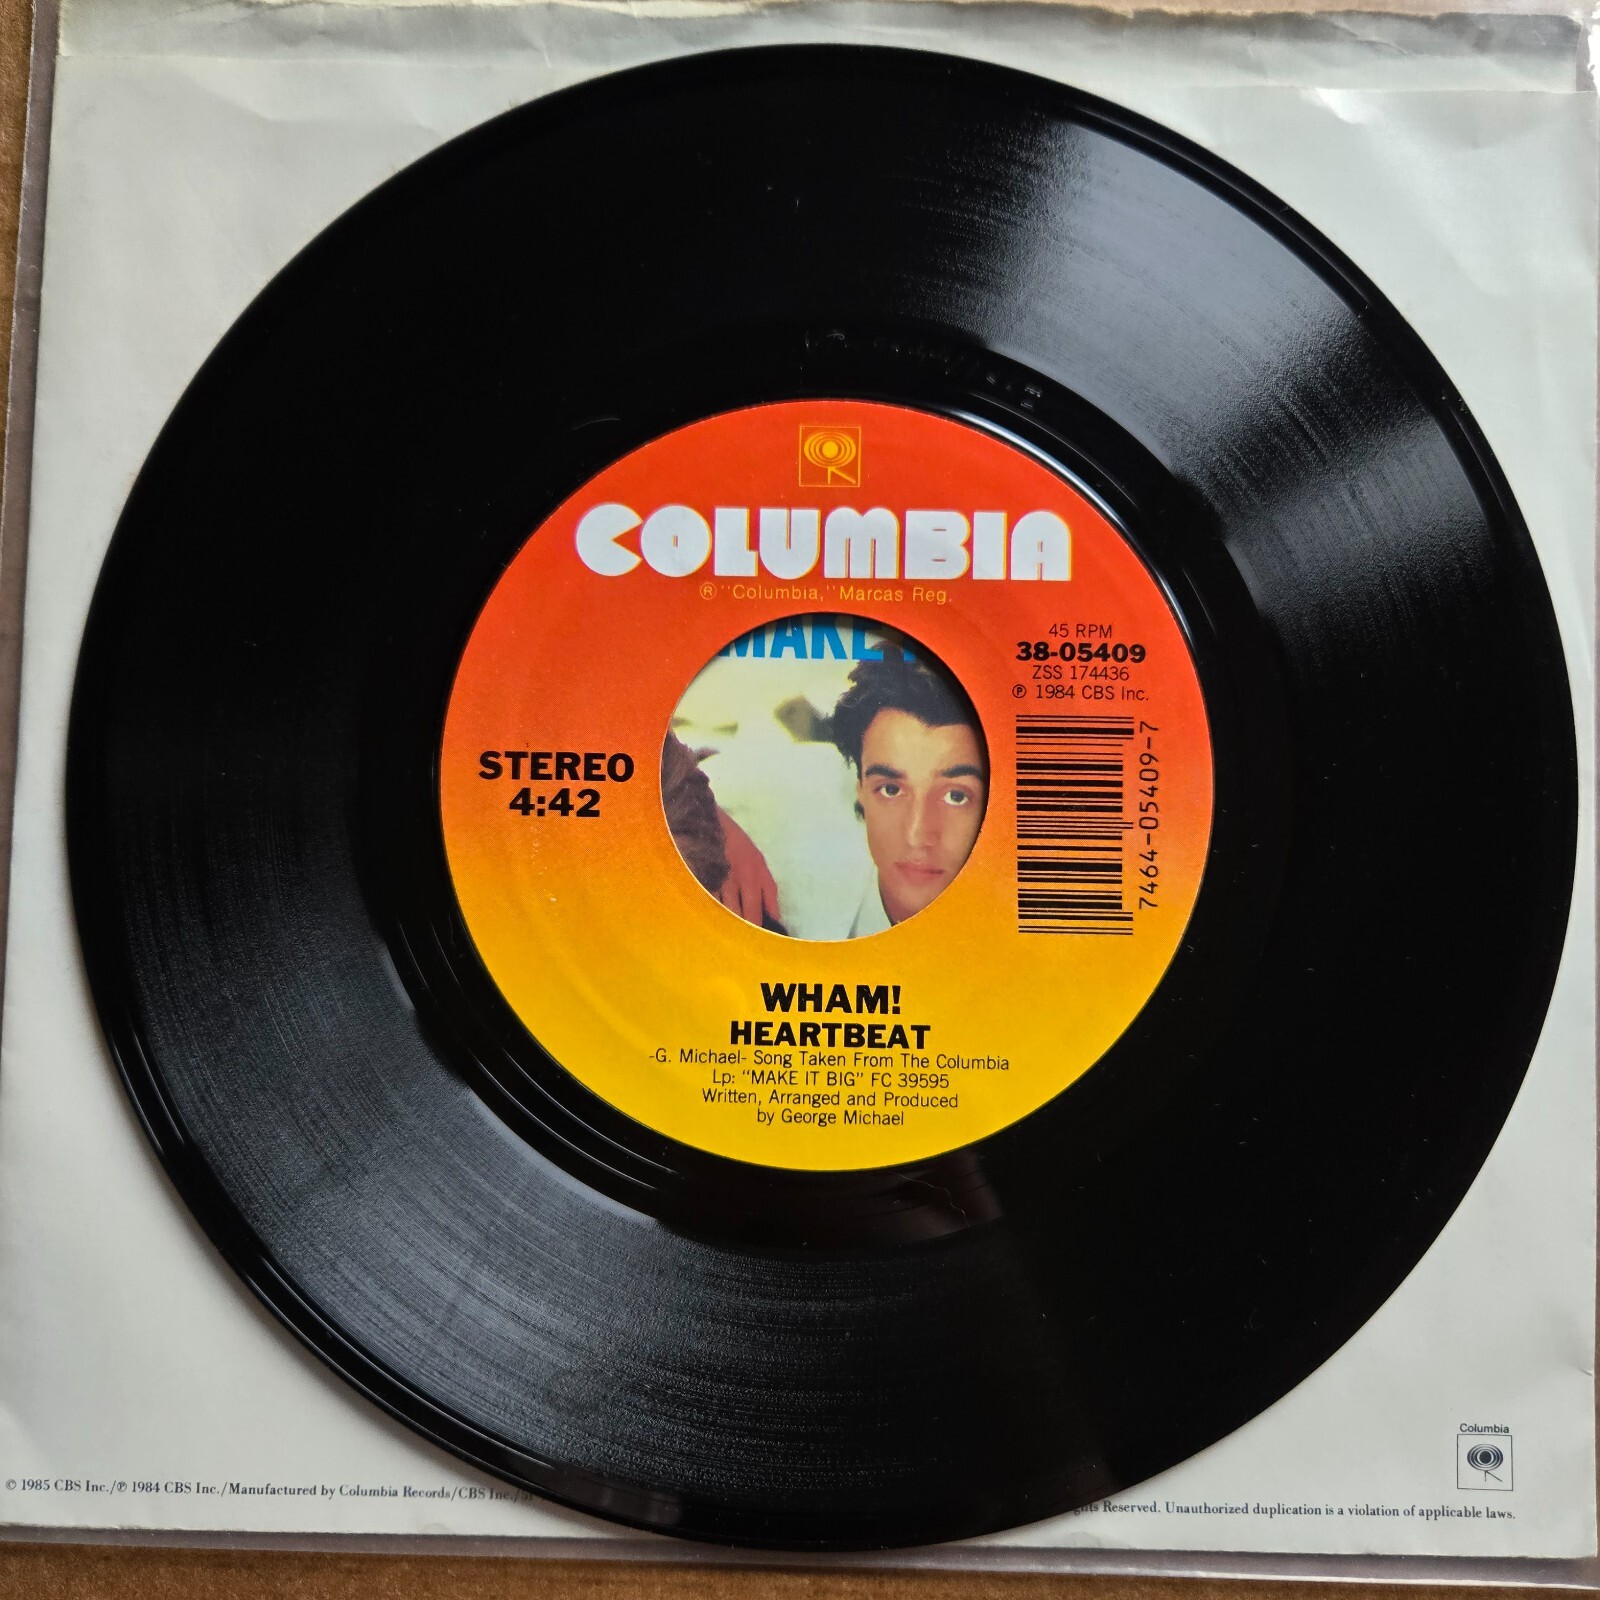 COLUMBIA
® "Columbia," Marcas Reg.
MAKE
45 RPM
38-05409
ZSS 174436
℗ 1984 CBS Inc.
7464-05409-7
STEREO
4:42
WHAM!
HEARTBEAT
-G. Michael- Song Taken From The Columbia
Lp: "MAKE IT BIG" FC 39595
Written, Arranged and Produced
by George Michael
Columbia
© 1985 CBS Inc./℗ 1984 CBS Inc./Manufactured by Columbia Records/CBS Inc./ Reserved. Unauthorized duplication is a violation of applicable laws.